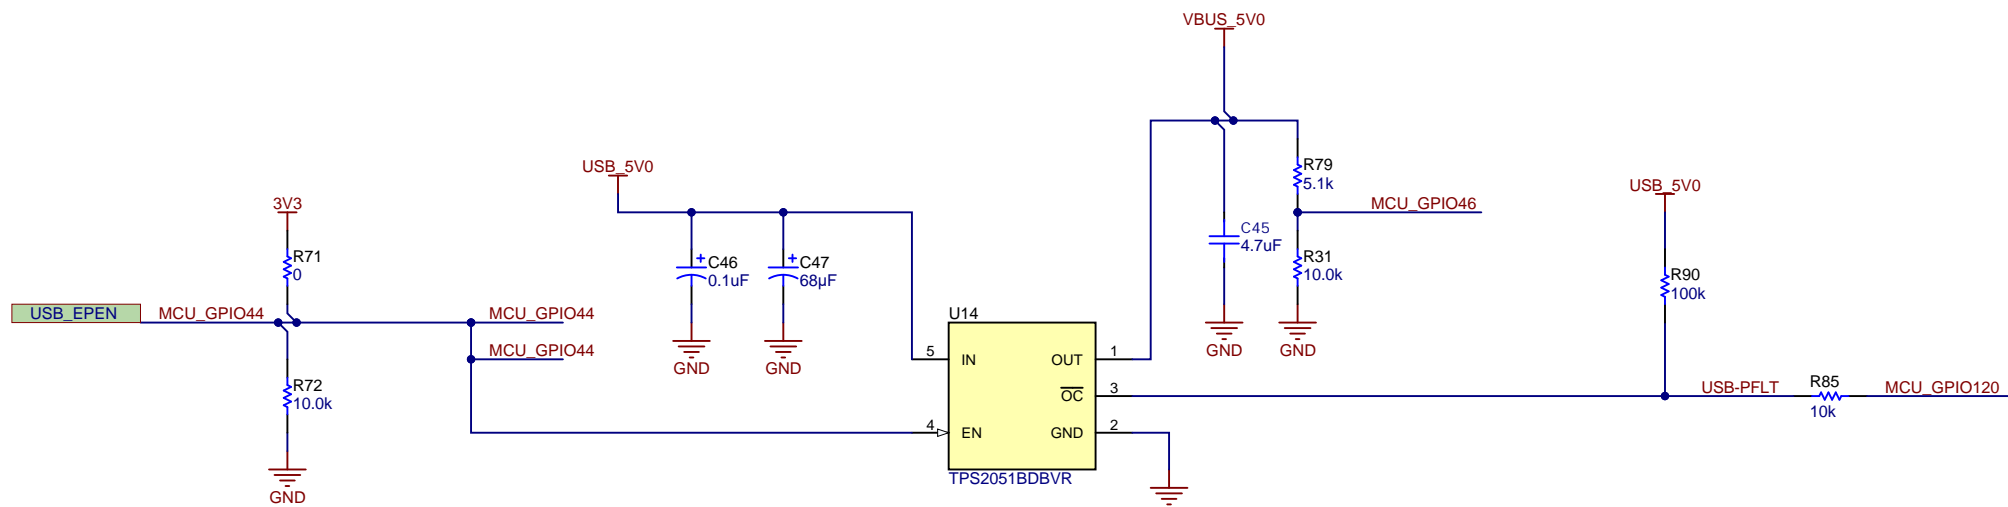 VBUS_5V0
USB_5V0
R79
5.1k
USB_5V0
3V3
MCU_GPIO46
R71
0
C46
0.1uF
C47
68µF
C45
4.7uF
R31
10.0k
R90
100k
USB_EPEN
MCU_GPIO44
MCU_GPIO44
MCU_GPIO44
U14
GND
GND
GND
GND
5
IN
OUT
1
R72
10.0k
OC
3
USB-PFLT
R85
10k
MCU_GPIO120
4
EN
GND
2
TPS2051BDBVR
GND